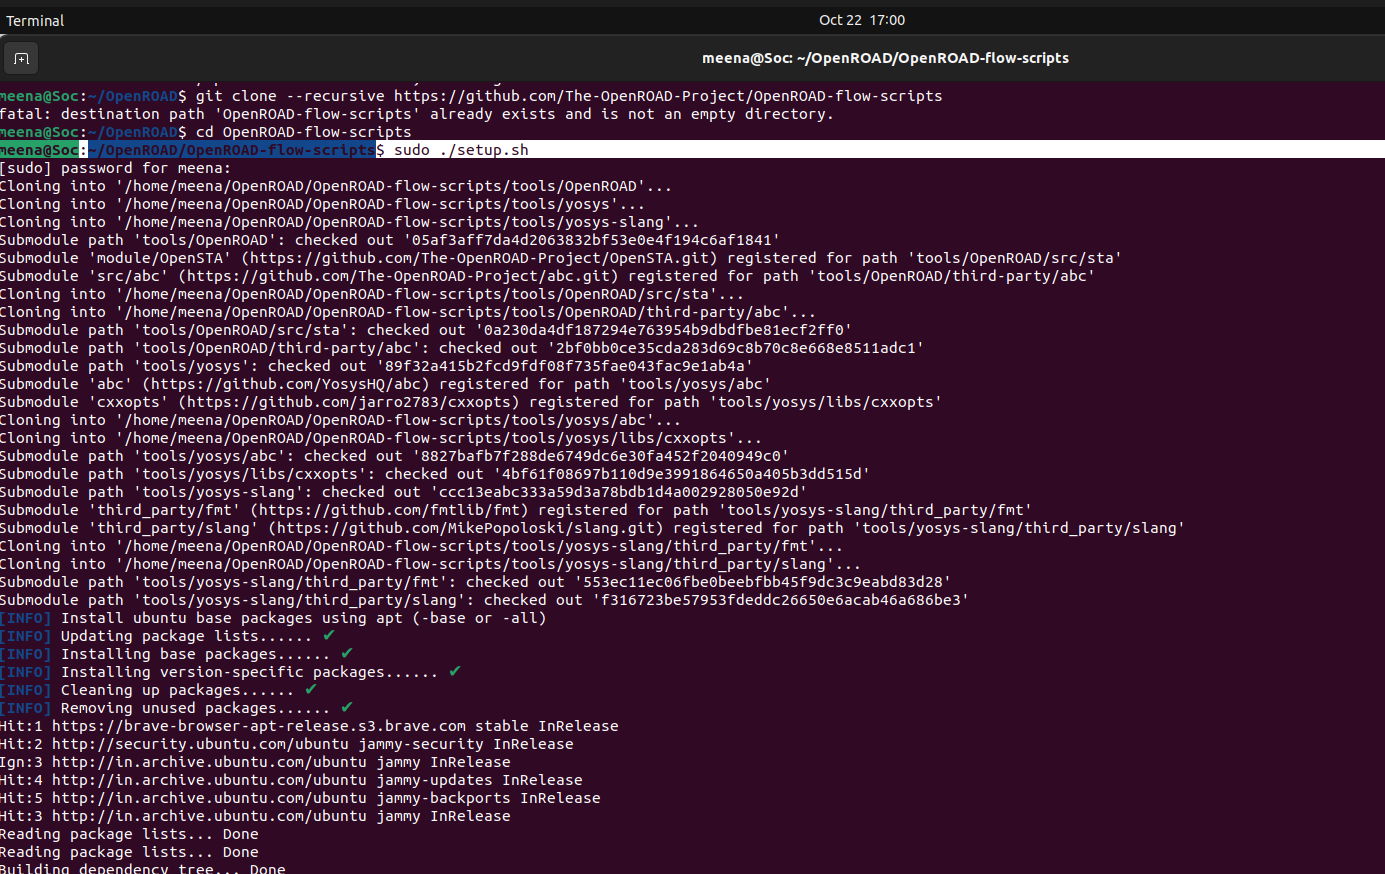 Terminal
Oct 22 17:00
meena@Soc: ~/OpenROAD/OpenROAD-flow-scripts
meena@Soc:~/OpenROAD$ git clone --recursive https://github.com/The-OpenROAD-Project/OpenROAD-flow-scripts
fatal: destination path 'OpenROAD-flow-scripts' already exists and is not an empty directory.
meena@Soc:~/OpenROAD$ cd OpenROAD-flow-scripts
meena@Soc:~/OpenROAD/OpenROAD-flow-scripts$ sudo ./setup.sh
[sudo] password for meena:
Cloning into '/home/meena/OpenROAD/OpenROAD-flow-scripts/tools/OpenROAD'...
Cloning into '/home/meena/OpenROAD/OpenROAD-flow-scripts/tools/yosys'...
Cloning into '/home/meena/OpenROAD/OpenROAD-flow-scripts/tools/yosys-slang'...
Submodule path 'tools/OpenROAD': checked out '05af3aff7da4d2063832bf53e0e4f194c6af1841'
Submodule 'module/OpenSTA' (https://github.com/The-OpenROAD-Project/OpenSTA.git) registered for path 'tools/OpenROAD/src/sta'
Submodule 'src/abc' (https://github.com/The-OpenROAD-Project/abc.git) registered for path 'tools/OpenROAD/third-party/abc'
Cloning into '/home/meena/OpenROAD/OpenROAD-flow-scripts/tools/OpenROAD/src/sta'...
Cloning into '/home/meena/OpenROAD/OpenROAD-flow-scripts/tools/OpenROAD/third-party/abc'...
Submodule path 'tools/OpenROAD/src/sta': checked out '0a230da4df187294e763954b9dbdfbe81ecf2ff0'
Submodule path 'tools/OpenROAD/third-party/abc': checked out '2bf0bb0ce35cda283d69c8b70c8e668e8511adc1'
Submodule path 'tools/yosys': checked out '89f32a415b2fcd9fdf08f735fae043fac9e1ab4a'
Submodule 'abc' (https://github.com/YosysHQ/abc) registered for path 'tools/yosys/abc'
Submodule 'cxxopts' (https://github.com/jarro2783/cxxopts) registered for path 'tools/yosys/libs/cxxopts'
Cloning into '/home/meena/OpenROAD/OpenROAD-flow-scripts/tools/yosys/abc'...
Cloning into '/home/meena/OpenROAD/OpenROAD-flow-scripts/tools/yosys/libs/cxxopts'...
Submodule path 'tools/yosys/abc': checked out '8827bafb7f288de6749dc6e30fa452f2040949c0'
Submodule path 'tools/yosys/libs/cxxopts': checked out '4bf61f08697b110d9e3991864650a405b3dd515d'
Submodule path 'tools/yosys-slang': checked out 'ccc13eabc333a59d3a78bdb1d4a002928050e92d'
Submodule 'third_party/fmt' (https://github.com/fmtlib/fmt) registered for path 'tools/yosys-slang/third_party/fmt'
Submodule 'third_party/slang' (https://github.com/MikePopoloski/slang.git) registered for path 'tools/yosys-slang/third_party/slang'
Cloning into '/home/meena/OpenROAD/OpenROAD-flow-scripts/tools/yosys-slang/third_party/fmt'...
Cloning into '/home/meena/OpenROAD/OpenROAD-flow-scripts/tools/yosys-slang/third_party/slang'...
Submodule path 'tools/yosys-slang/third_party/fmt': checked out '553ec11ec06fbe0beebfbb45f9dc3c9eabd83d28'
Submodule path 'tools/yosys-slang/third_party/slang': checked out 'f316723be57953fdeddc26650e6acab46a686be3'
[INFO] Install ubuntu base packages using apt (-base or -all)
[INFO] Updating package lists...... ✔
[INFO] Installing base packages...... ✔
[INFO] Installing version-specific packages...... ✔
[INFO] Cleaning up packages...... ✔
[INFO] Removing unused packages...... ✔
Hit:1 https://brave-browser-apt-release.s3.brave.com stable InRelease
Hit:2 http://security.ubuntu.com/ubuntu jammy-security InRelease
Ign:3 http://in.archive.ubuntu.com/ubuntu jammy InRelease
Hit:4 http://in.archive.ubuntu.com/ubuntu jammy-updates InRelease
Hit:5 http://in.archive.ubuntu.com/ubuntu jammy-backports InRelease
Hit:3 http://in.archive.ubuntu.com/ubuntu jammy InRelease
Reading package lists... Done
Reading package lists... Done
Building dependency tree... Done